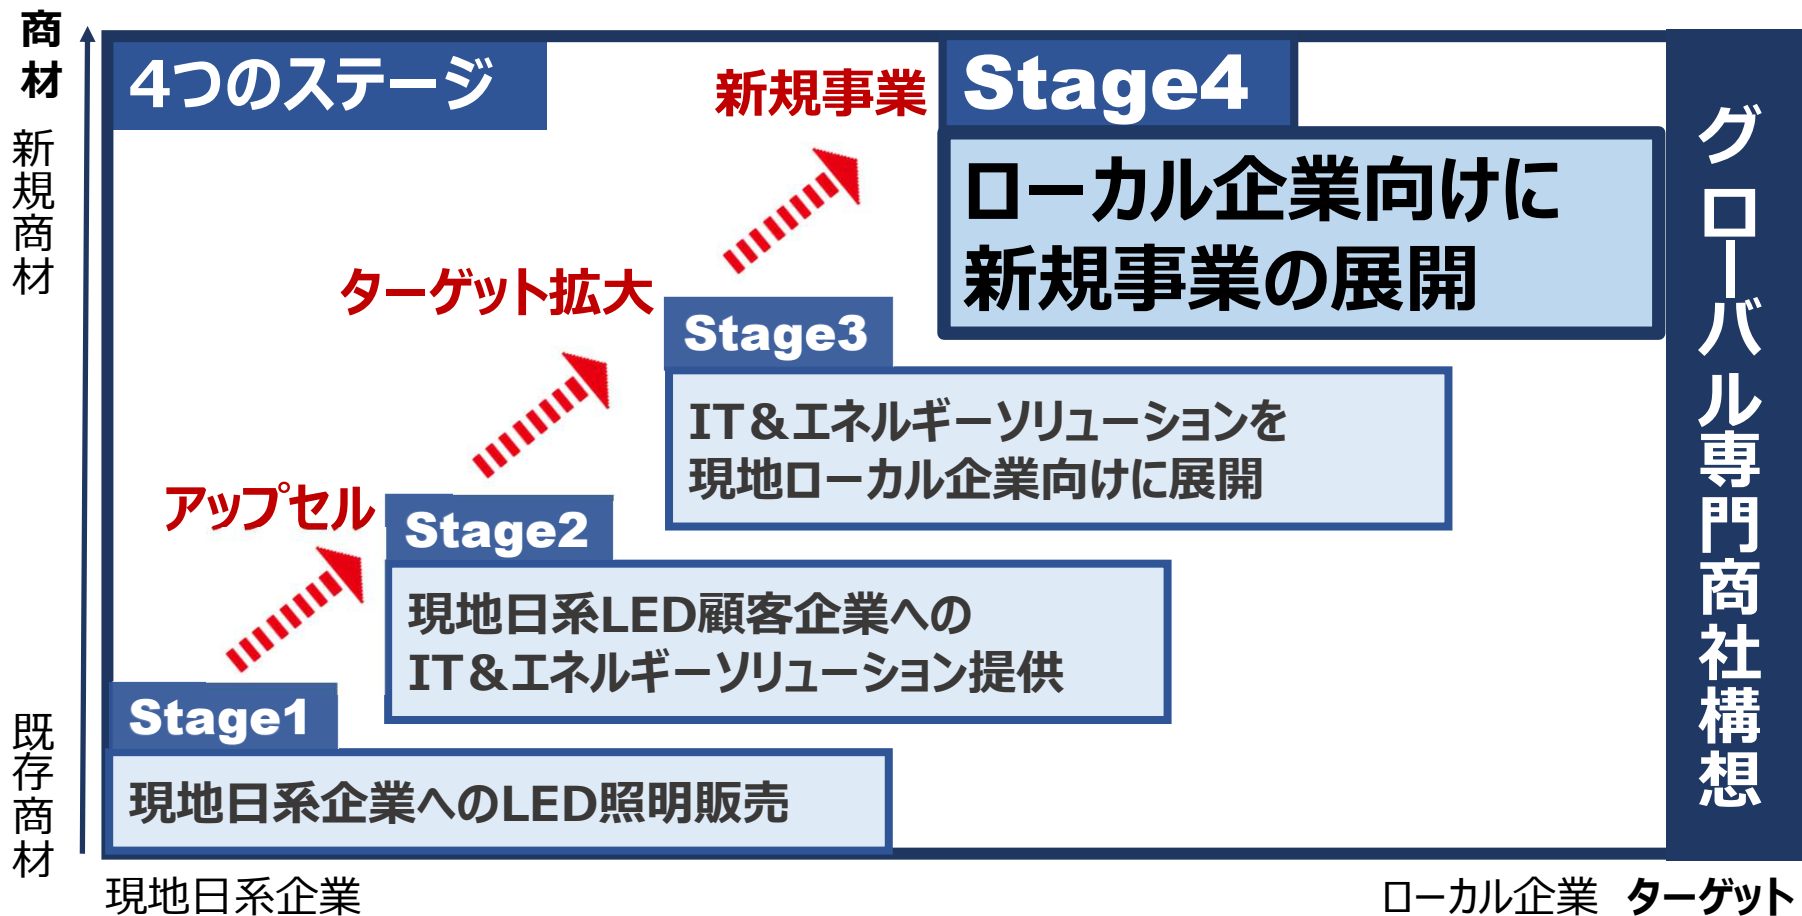 商材
新規商材
既存商材
4つのステージ
新規事業
Stage4
ローカル企業向けに
新規事業の展開
ターゲット拡大
Stage3
IT&エネルギーソリューションを
現地ローカル企業向けに展開
アップセル
Stage2
現地日系LED顧客企業への
IT&エネルギーソリューション提供
Stage1
現地日系企業へのLED照明販売
グローバル専門商社構想
現地日系企業
ローカル企業 ターゲット